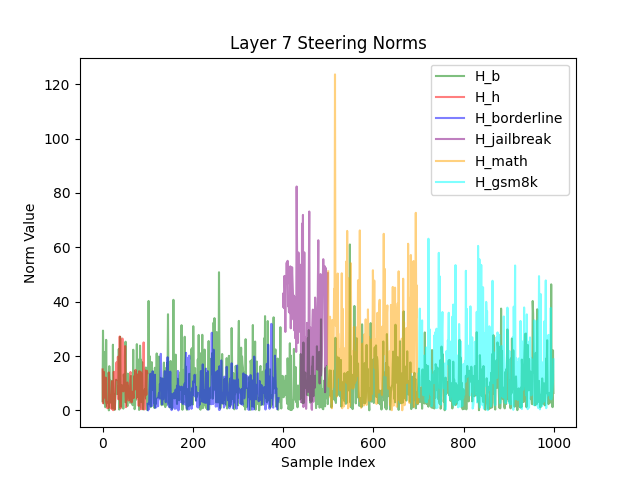 Layer 7 Steering Norms
H_b
H_h
H_borderline
H_jailbreak
H_math
H_gsm8k
Norm Value
120
100
80
60
40
20
0
0 200 400 600 800 1000
Sample Index